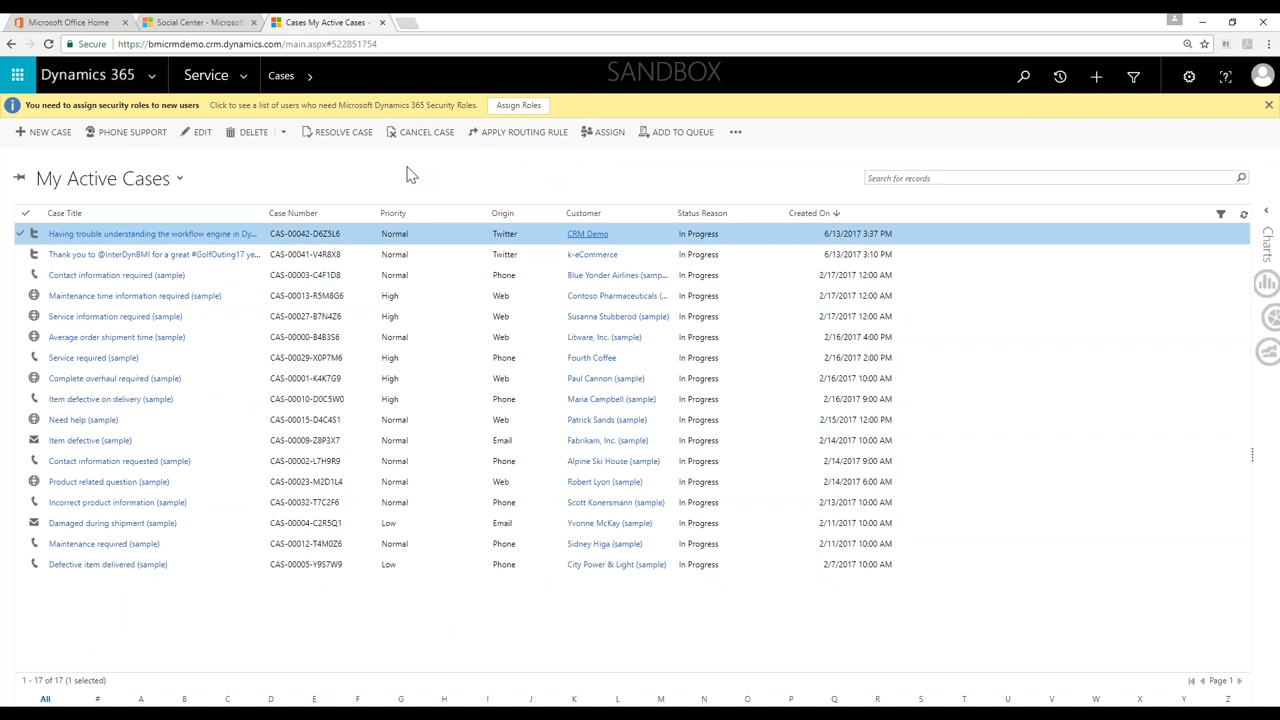 Microsoft Office Home
Social Center - Microsof
Cases My Active Cases -
Secure
https://bmicrmdemo.crm.dynamics.com/main.aspx#522851754
Dynamics 365
Service
Cases
SANDBOX
You need to assign security roles to new users
Click to see a list of users who need Microsoft Dynamics 365 Security Roles.
Assign Roles
NEW CASE
PHONE SUPPORT
EDIT
DELETE
RESOLVE CASE
CANCEL CASE
APPLY ROUTING RULE
ASSIGN
ADD TO QUEUE
My Active Cases
Search for records
Case Title Case Number Priority Origin Customer Status Reason Created On
Having trouble understanding the workflow engine in Dy... CAS-00042-D6Z5L6 Normal Twitter CRM Demo In Progress 6/13/2017 3:37 PM
Thank you to @InterDynBMI for a great #GolfOuting17 ye... CAS-00041-V4R8X8 Normal Twitter k-eCommerce In Progress 6/13/2017 3:10 PM
Contact information required (sample) CAS-00003-C4F1D8 Normal Phone Blue Yonder Airlines (samp... In Progress 2/17/2017 12:00 AM
Maintenance time information required (sample) CAS-00013-R5M8G6 High Web Contoso Pharmaceuticals (... In Progress 2/17/2017 12:00 AM
Service information required (sample) CAS-00027-B7N4Z6 High Web Susanna Stubberod (sample) In Progress 2/17/2017 12:00 AM
Average order shipment time (sample) CAS-00000-B4B3S6 Normal Web Litware, Inc. (sample) In Progress 2/16/2017 4:00 PM
Service required (sample) CAS-00029-X0P7M6 High Phone Fourth Coffee In Progress 2/16/2017 2:00 PM
Complete overhaul required (sample) CAS-00001-K4K7G9 High Web Paul Cannon (sample) In Progress 2/16/2017 10:00 AM
Item defective on delivery (sample) CAS-00010-D0C5W0 High Phone Maria Campbell (sample) In Progress 2/16/2017 9:00 AM
Need help (sample) CAS-00015-D4C4S1 Normal Web Patrick Sands (sample) In Progress 2/15/2017 12:00 PM
Item defective (sample) CAS-00009-Z8P3X7 Normal Email Fabrikam, Inc. (sample) In Progress 2/14/2017 10:00 AM
Contact information requested (sample) CAS-00002-L7H9R9 Normal Phone Alpine Ski House (sample) In Progress 2/14/2017 9:00 AM
Product related question (sample) CAS-00023-M2D1L4 Normal Web Robert Lyon (sample) In Progress 2/14/2017 6:00 AM
Incorrect product information (sample) CAS-00032-T7C2F6 Normal Phone Scott Konersmann (sample) In Progress 2/13/2017 10:00 AM
Damaged during shipment (sample) CAS-00004-C2R5Q1 Low Email Yvonne McKay (sample) In Progress 2/11/2017 10:00 AM
Maintenance required (sample) CAS-00012-T4M0Z6 Normal Phone Sidney Higa (sample) In Progress 2/11/2017 10:00 AM
Defective item delivered (sample) CAS-00005-Y9S7W9 Low Phone City Power & Light (sample) In Progress 2/7/2017 10:00 AM
Charts
1 - 17 of 17 (1 selected)
Page 1
All # A B C D E F G H I J K L M N O P Q R S T U V W X Y Z